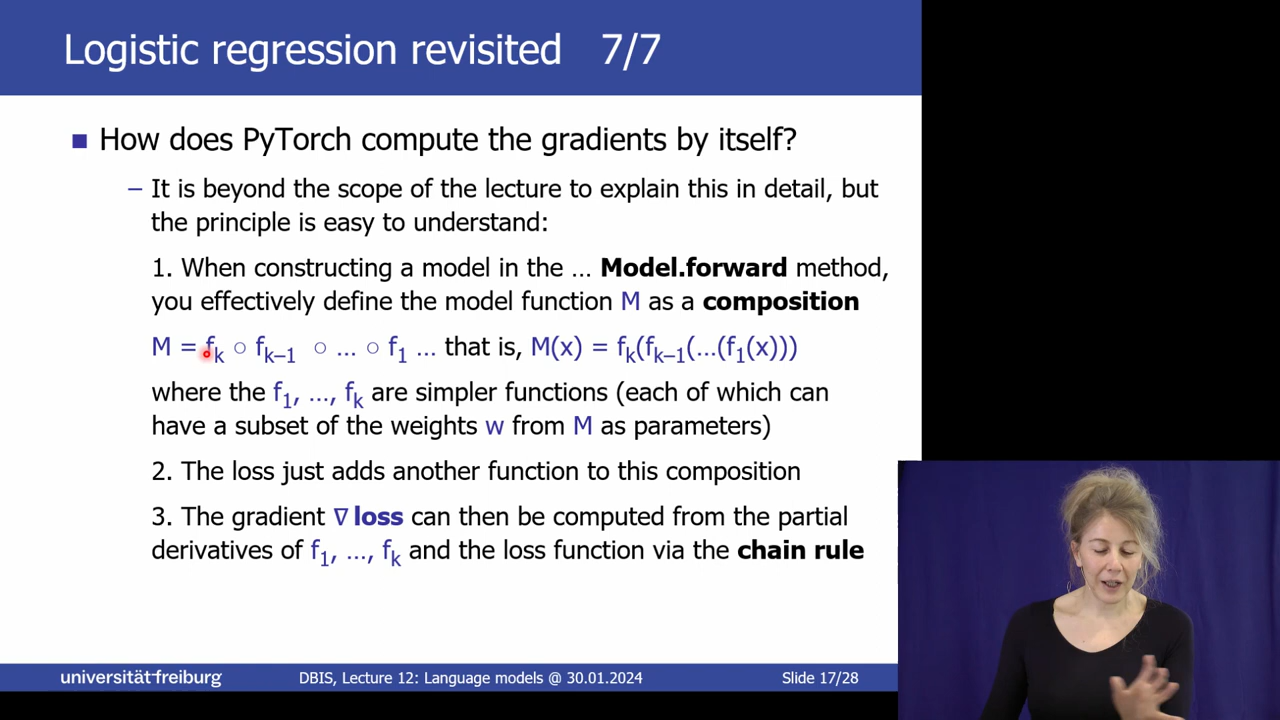 Logistic regression revisited 7/7
■ How does PyTorch compute the gradients by itself?
– It is beyond the scope of the lecture to explain this in detail, but
the principle is easy to understand:
1. When constructing a model in the … Model.forward method,
you effectively define the model function M as a composition
M = fₖ ○ fₖ₋₁ ○ … ○ f₁ … that is, M(x) = fₖ(fₖ₋₁(…(f₁(x)))
where the f₁, …, fₖ are simpler functions (each of which can
have a subset of the weights w from M as parameters)
2. The loss just adds another function to this composition
3. The gradient ∇ loss can then be computed from the partial
derivatives of f₁, …, fₖ and the loss function via the chain rule
universität freiburg
DBIS, Lecture 12: Language models @ 30.01.2024
Slide 17/28